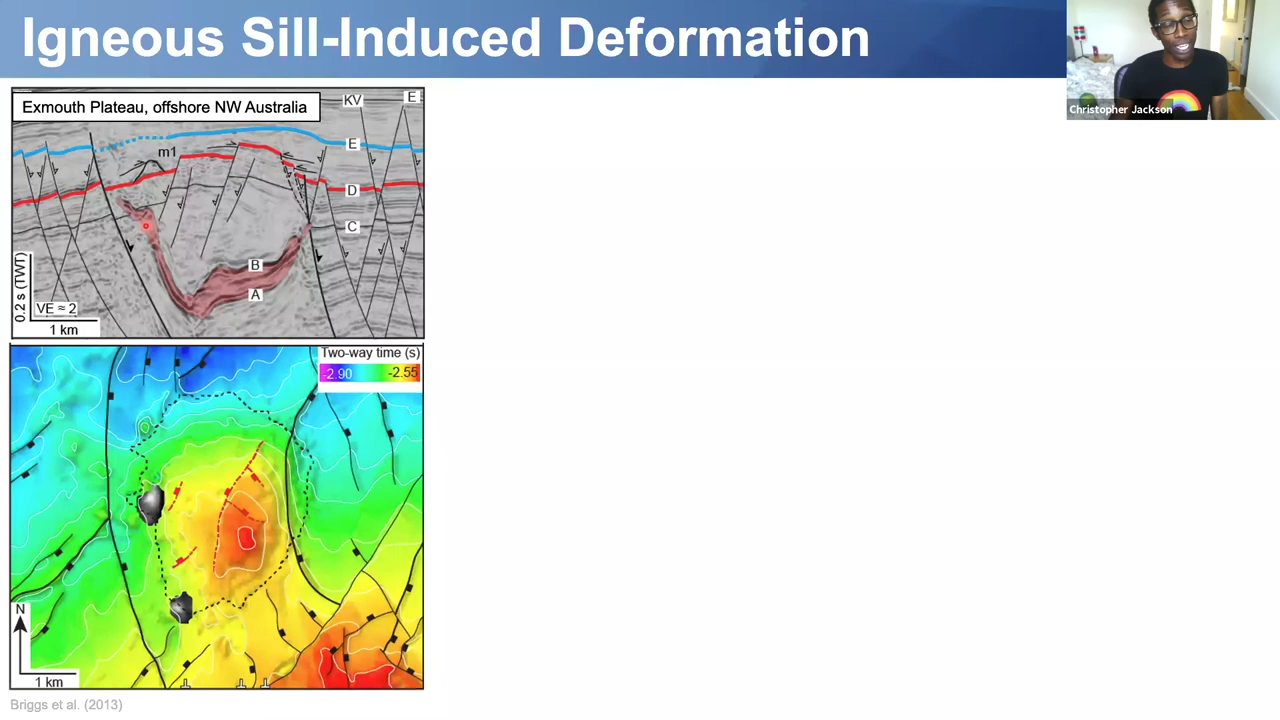 Igneous Sill-Induced Deformation
Christopher Jackson
Exmouth Plateau, offshore NW Australia
KV
E
E
m1
D
C
B
A
0.2 s (TWT)
VE ≈ 2
1 km
Two-way time (s)
-2.90
-2.55
N
1 km
Briggs et al. (2013)